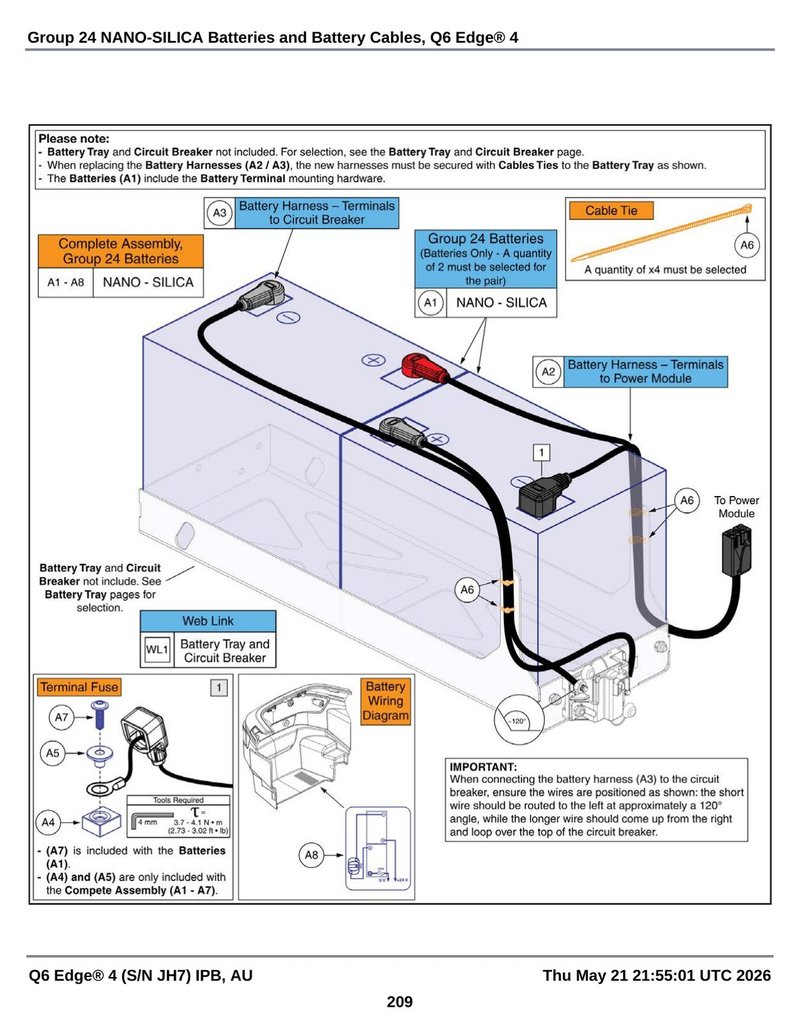 Group 24 NANO-SILICA Batteries and Battery Cables, Q6 Edge® 4
Please note:
- Battery Tray and Circuit Breaker not included. For selection, see the Battery Tray and Circuit Breaker page.
- When replacing the Battery Harnesses (A2 / A3), the new harnesses must be secured with Cables Ties to the Battery Tray as shown.
- The Batteries (A1) include the Battery Terminal mounting hardware.
A3
Battery Harness – Terminals
to Circuit Breaker
Complete Assembly,
Group 24 Batteries
A1 - A8
NANO - SILICA
Group 24 Batteries
(Batteries Only - A quantity
of 2 must be selected for
the pair)
A1
NANO - SILICA
Cable Tie
A6
A quantity of x4 must be selected
A2
Battery Harness – Terminals
to Power Module
1
A6
To Power
Module
A6
Battery Tray and Circuit
Breaker not include. See
Battery Tray pages for
selection.
Web Link
WL1
Battery Tray and
Circuit Breaker
~120°
Terminal Fuse
1
A7
A5
A4
Tools Required
4 mm
τ =
3.7 - 4.1 N • m
(2.73 - 3.02 ft • lb)
- (A7) is included with the Batteries
(A1).
- (A4) and (A5) are only included with
the Compete Assembly (A1 - A7).
Battery
Wiring
Diagram
A8
0 V
+24 V
IMPORTANT:
When connecting the battery harness (A3) to the circuit
breaker, ensure the wires are positioned as shown: the short
wire should be routed to the left at approximately a 120°
angle, while the longer wire should come up from the right
and loop over the top of the circuit breaker.
Q6 Edge® 4 (S/N JH7) IPB, AU
Thu May 21 21:55:01 UTC 2026
209